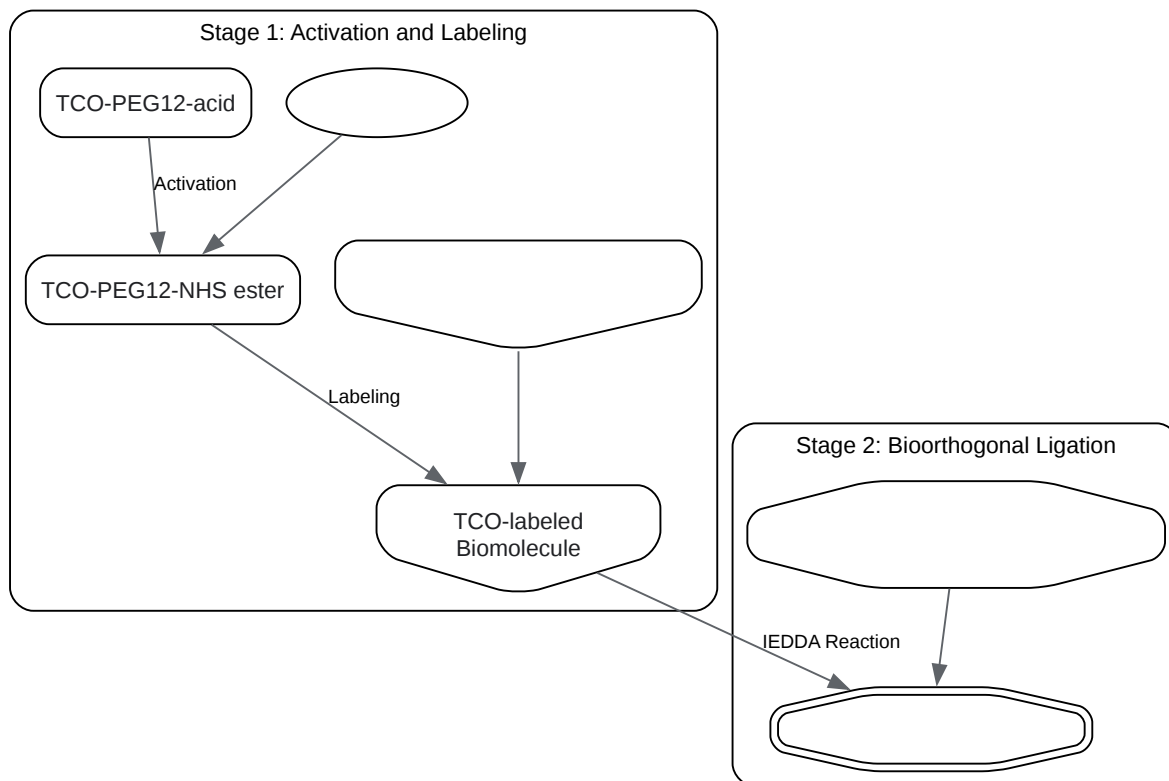 Stage 1: Activation and Labeling
TCO-PEG12-acid
Activation
TCO-PEG12-NHS ester
Labeling
TCO-labeled
Biomolecule
Stage 2: Bioorthogonal Ligation
IEDDA Reaction